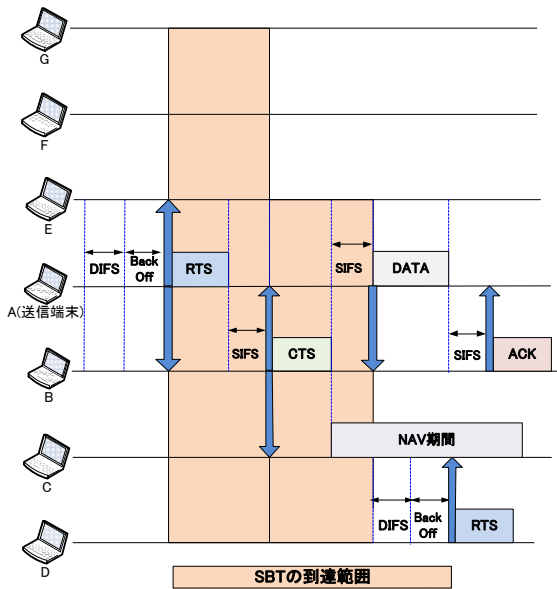 G
F
E
DIFS
Back
Off
RTS
SIFS
DATA
A(送信端末)
SIFS
CTS
SIFS
ACK
B
NAV期間
C
DIFS
Back
Off
RTS
D
SBTの到達範囲